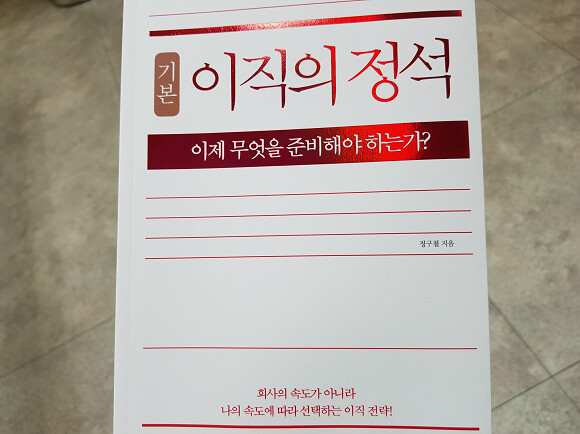 기본
이직의 정석
이제 무엇을 준비해야 하는가?
정구철 지음
회사의 속도가 아니라
나의 속도에 따라 선택하는 이직 전략!